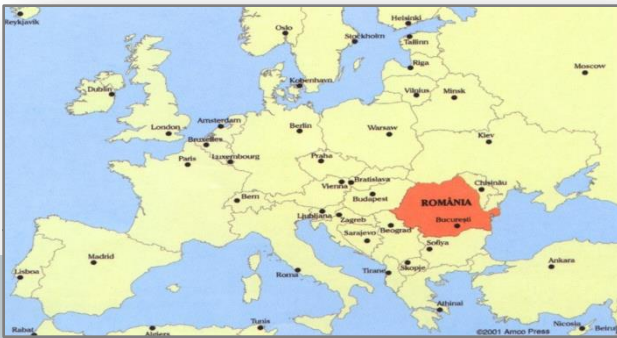 Reykjavik
Oslo
Helsinki
Stockholm
Tallinn
Riga
Moscow
Dublin
Kobenhavn
Vilnius
Minsk
Amsterdam
London
Berlin
Warsaw
Bruxelles
Kiev
Paris
Luxembourg
Praha
Vienna
Bratislava
Chisinău
Bern
Budapest
ROMÂNIA
Ljubljana
Zagreb
Bucureşti
Beograd
Sarajevo
Sofiya
Madrid
Lisboa
Roma
Tirane
Skopje
Ankara
Athinai
Rabat
Algiers
Tunis
©2001 Amco Press
Nicosia
Beirut